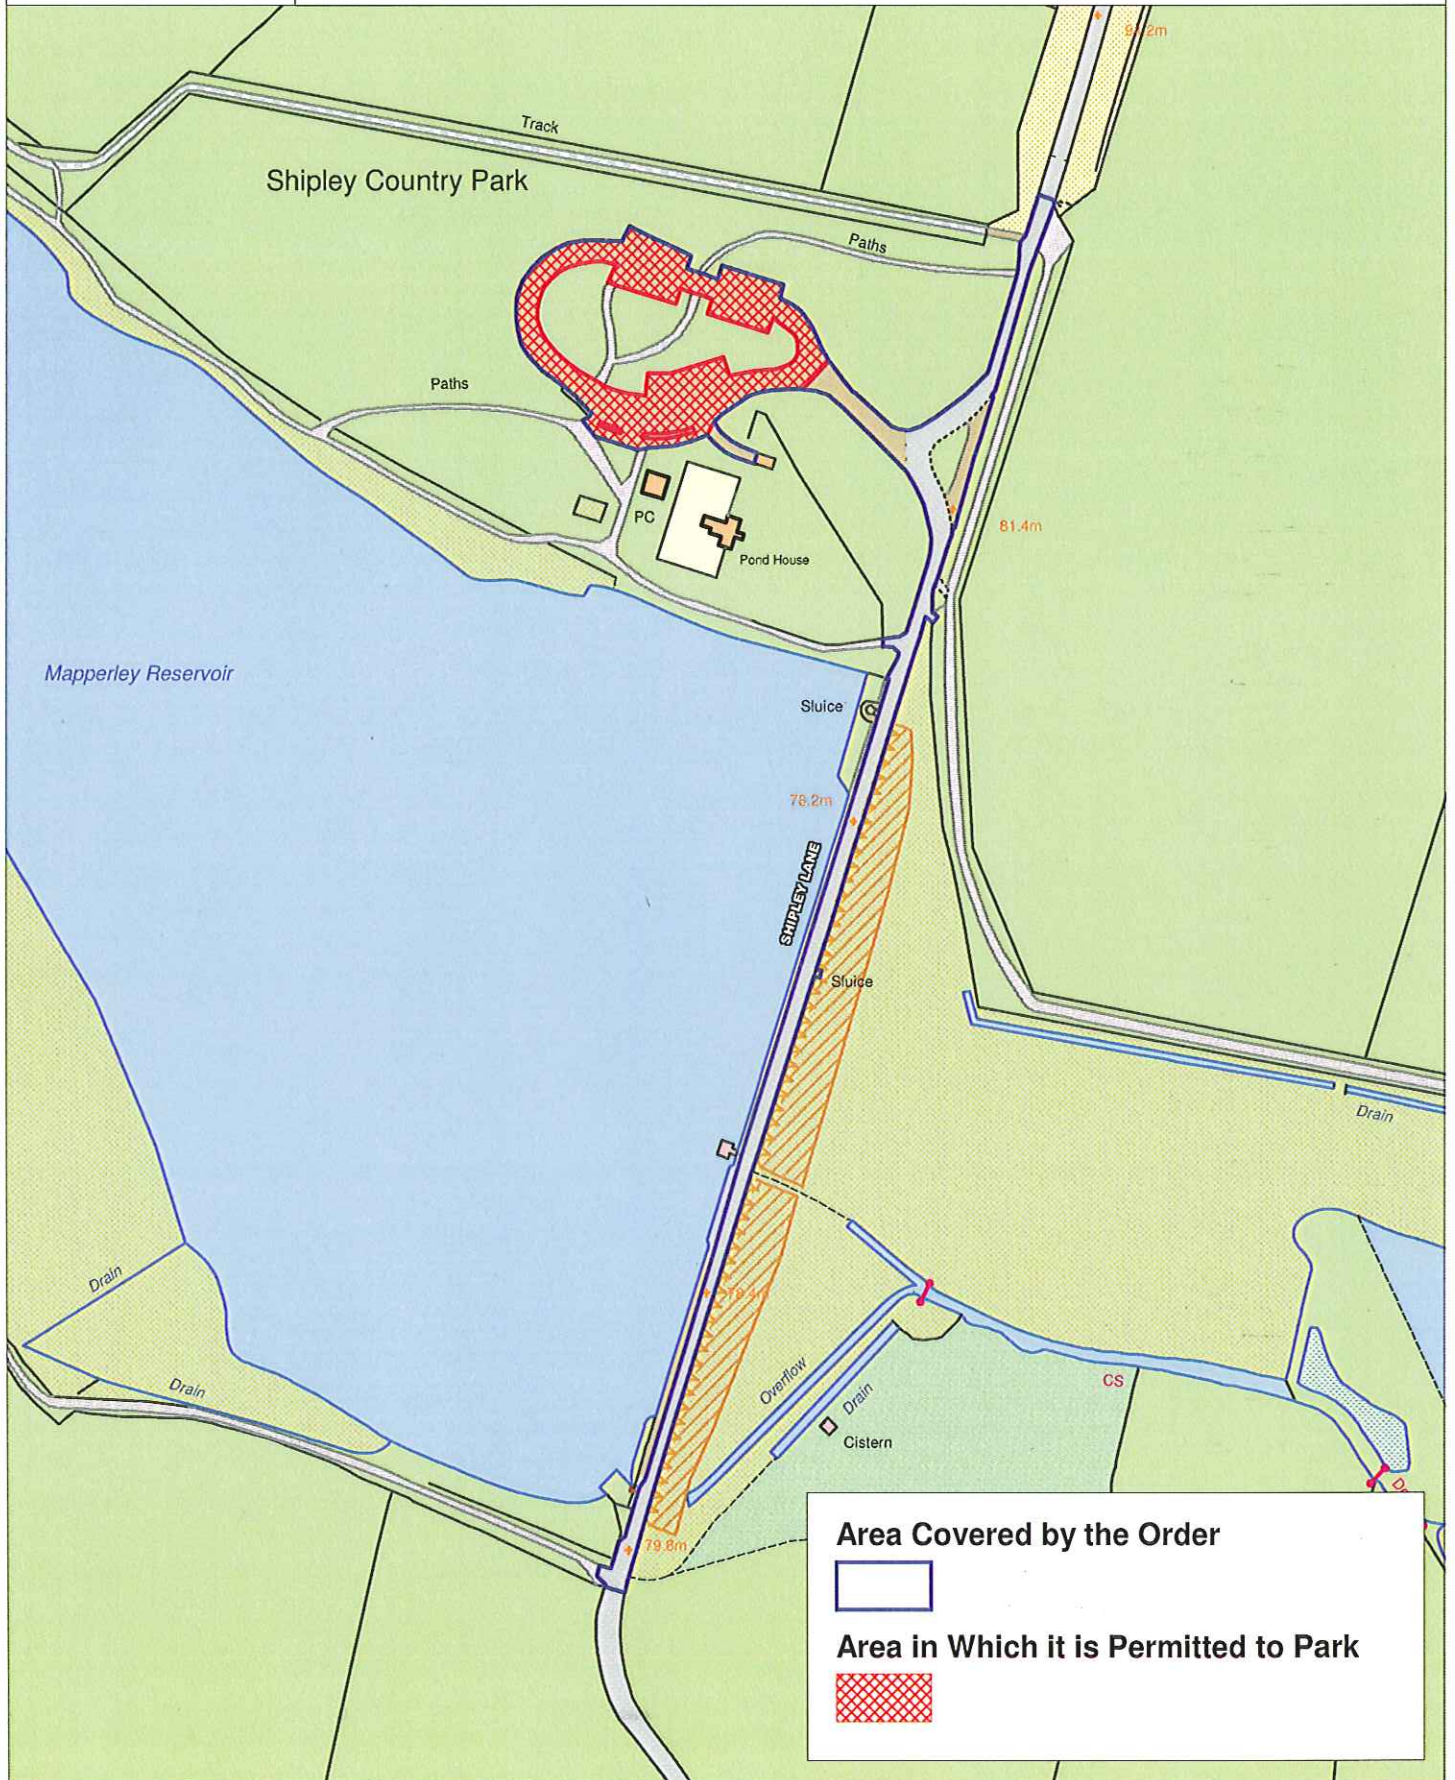 Track
Shipley Country Park
Paths
Paths
81.4m
PC
Pond House
Mapperley Reservoir
Sluice
78.2m
SHIPLEY LANE
Sluice
Drain
Drain
Drain
Overflow
Drain
CS
Cistern
79.8m
Area Covered by the Order
Area in Which it is Permitted to Park